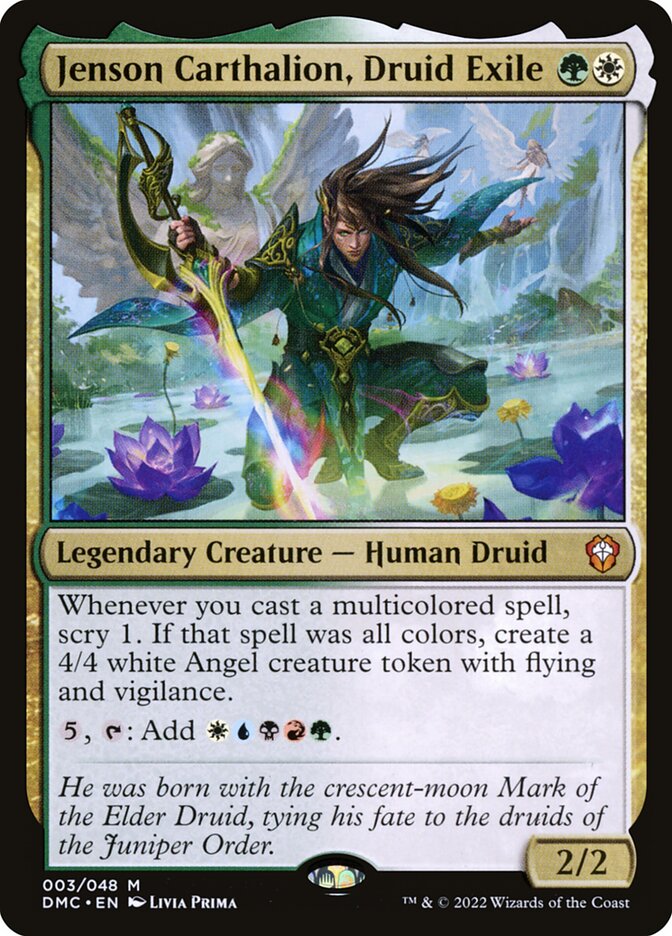 Jenson Carthalion, Druid Exile
Legendary Creature — Human Druid
Whenever you cast a multicolored spell,
scry 1. If that spell was all colors, create a
4/4 white Angel creature token with flying
and vigilance.
5, : Add .
He was born with the crescent-moon Mark of
the Elder Druid, tying his fate to the druids of
the Juniper Order.
2/2
003/048 M
DMC • EN Livia Prima
™ & © 2022 Wizards of the Coast